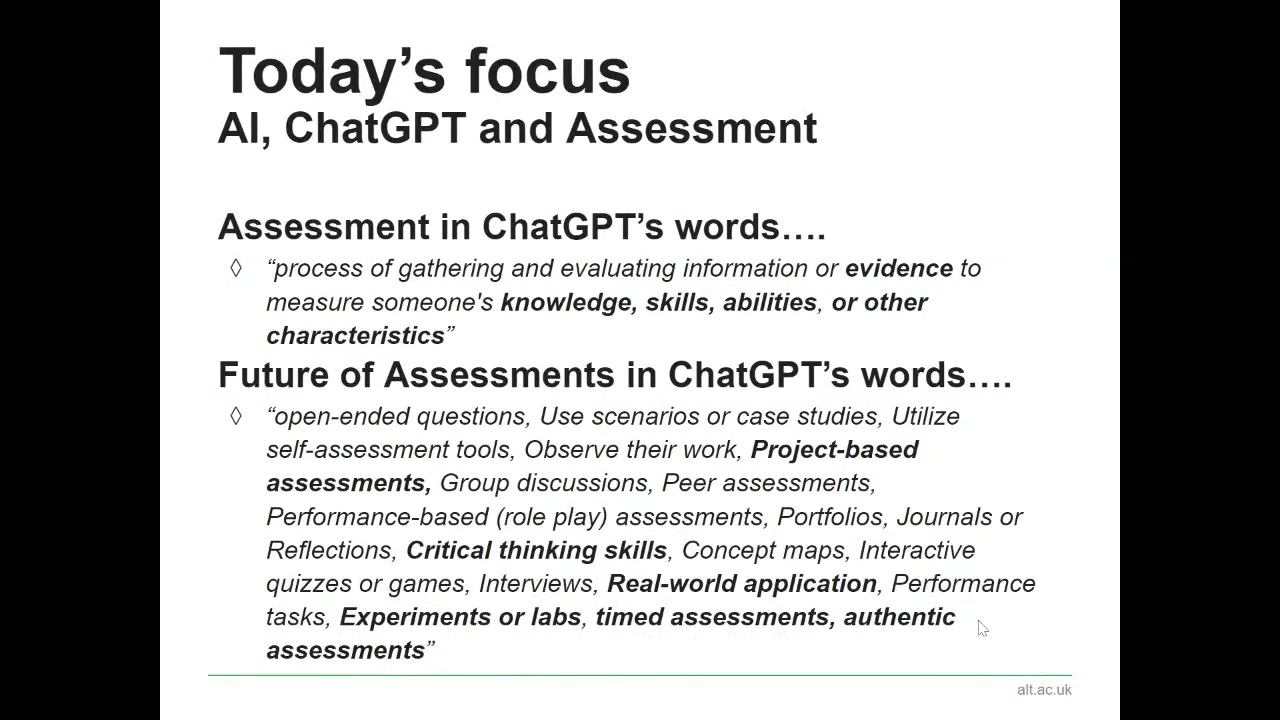 Today’s focus
AI, ChatGPT and Assessment
Assessment in ChatGPT’s words….
◊ “process of gathering and evaluating information or evidence to
measure someone's knowledge, skills, abilities, or other
characteristics”
Future of Assessments in ChatGPT’s words….
◊ “open-ended questions, Use scenarios or case studies, Utilize
self-assessment tools, Observe their work, Project-based
assessments, Group discussions, Peer assessments,
Performance-based (role play) assessments, Portfolios, Journals or
Reflections, Critical thinking skills, Concept maps, Interactive
quizzes or games, Interviews, Real-world application, Performance
tasks, Experiments or labs, timed assessments, authentic
assessments”
alt.ac.uk